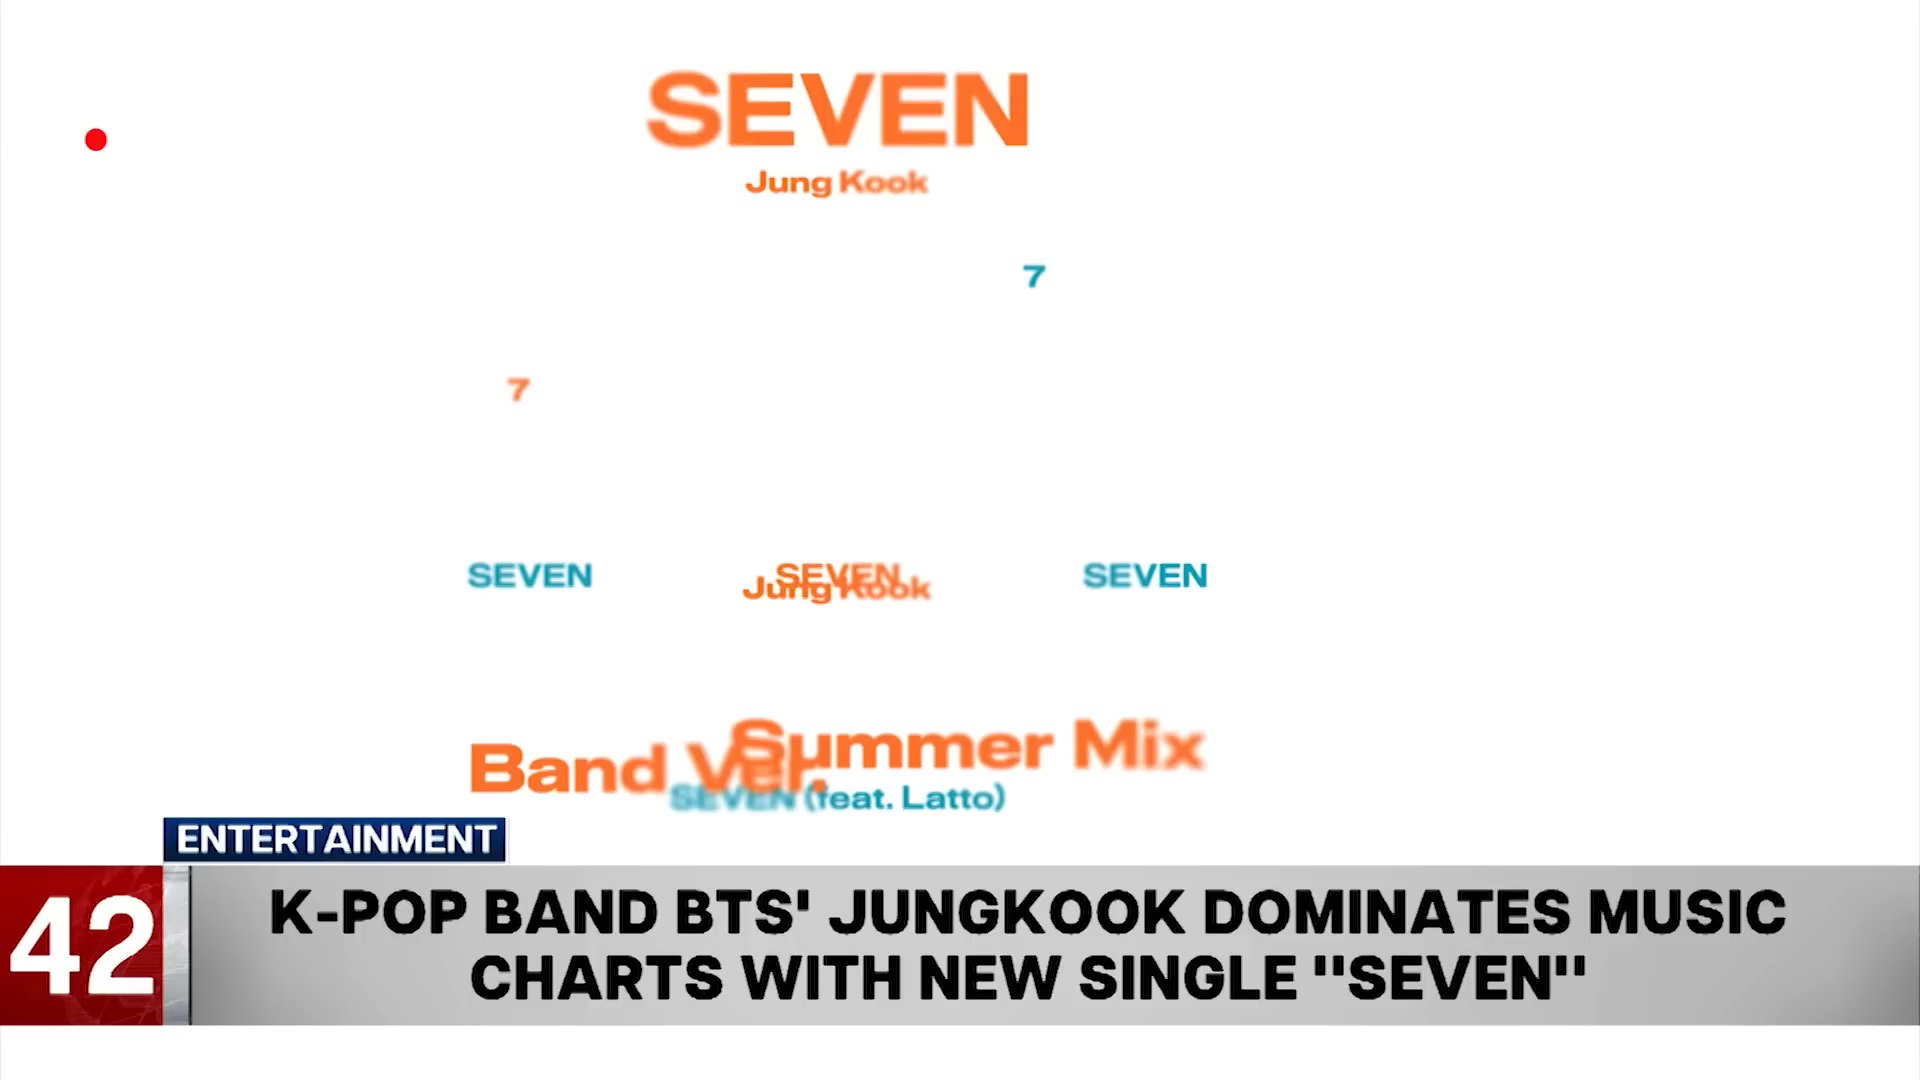 SEVEN
Jung Kook
7
7
SEVEN SEVEN SEVEN
Jung Kook
Summer Mix
Band Ver.
SEVEN (feat. Latto)
ENTERTAINMENT
42
K-POP BAND BTS' JUNGKOOK DOMINATES MUSIC
CHARTS WITH NEW SINGLE "SEVEN"